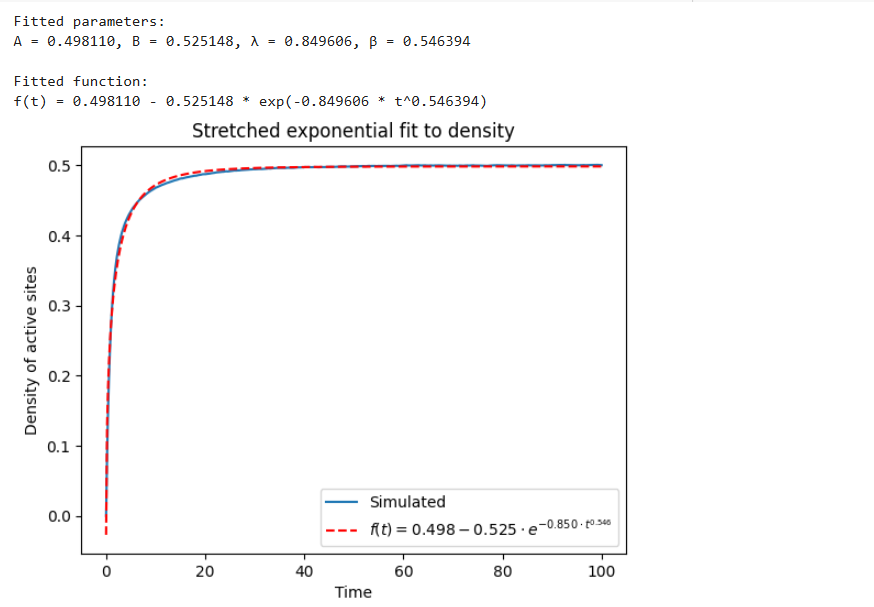 Fitted parameters:
A = 0.498110, B = 0.525148, λ = 0.849606, β = 0.546394
Fitted function:
f(t) = 0.498110 - 0.525148 * exp(-0.849606 * t^0.546394)
Stretched exponential fit to density
0.5
0.4
0.3
0.2
0.1
0.0
Density of active sites
Simulated
f(t) = 0.498 − 0.525 · e^{−0.850 · t^{0.546}}
0 20 40 60 80 100
Time